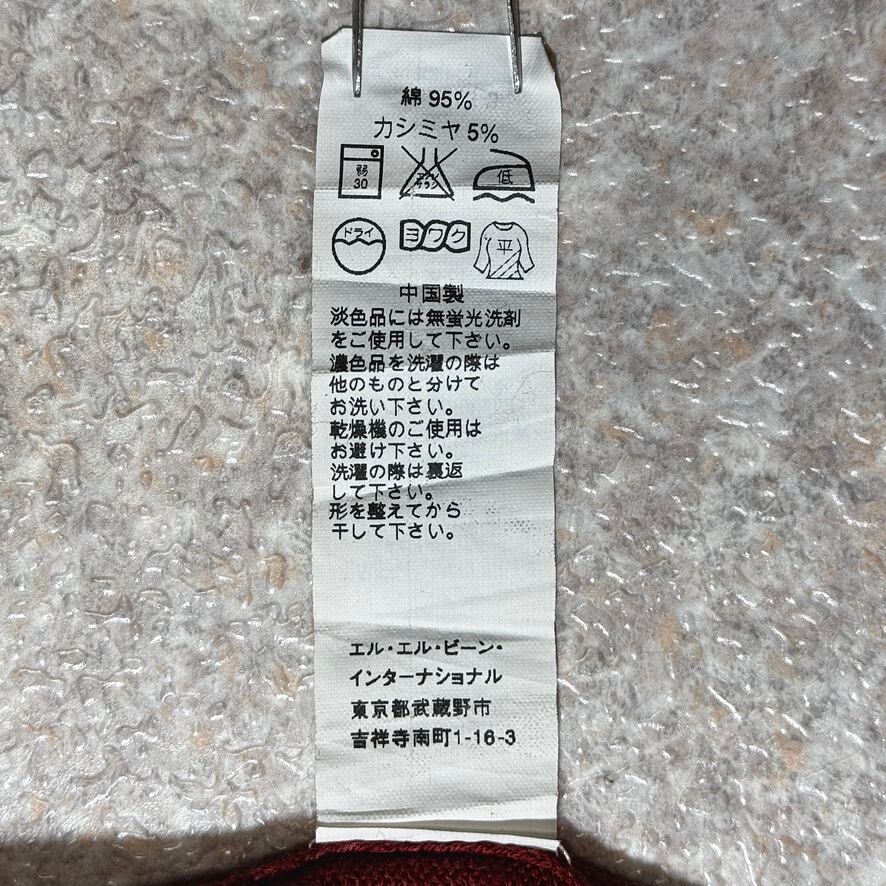 綿 95%
カシミヤ 5%
弱
30
エンソ
サラシ
低
ドライ
ヨワク
平
中国製
淡色品には無蛍光洗剤
をご使用して下さい。
濃色品を洗濯の際は
他のものと分けて
お洗い下さい。
乾燥機のご使用は
お避け下さい。
洗濯の際は裏返
して下さい。
形を整えてから
干して下さい。
エル・エル・ビーン・
インターナショナル
東京都武蔵野市
吉祥寺南町1-16-3